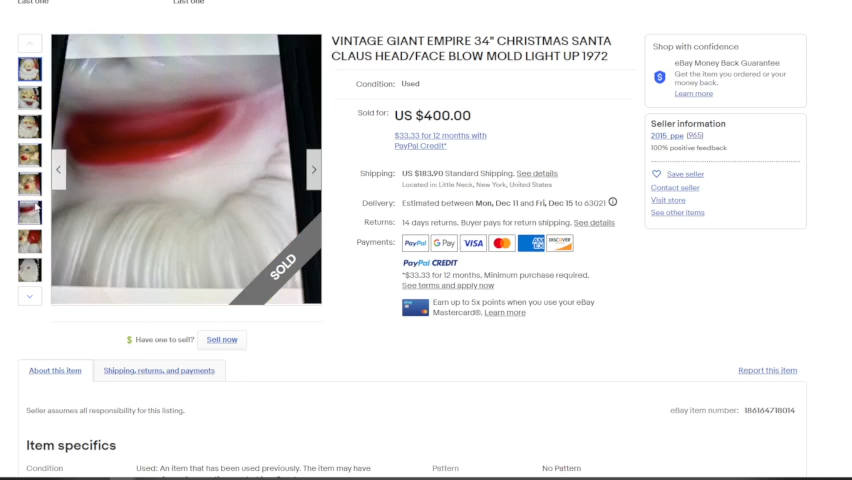 Last one
Last one
VINTAGE GIANT EMPIRE 34" CHRISTMAS SANTA
CLAUS HEAD/FACE BLOW MOLD LIGHT UP 1972
Condition: Used
Sold for: US $400.00
$33.33 for 12 months with
PayPal Credit*
Shipping: US $183.90 Standard Shipping. See details
Located in: Little Neck, New York, United States
Delivery: Estimated between Mon, Dec 11 and Fri, Dec 15 to 63021
Returns: 14 days returns. Buyer pays for return shipping. See details
Payments: PayPal G Pay VISA DISCOVER
PayPal CREDIT
*$33.33 for 12 months. Minimum purchase required.
See terms and apply now
Earn up to 5x points when you use your eBay
Mastercard®. Learn more
SOLD
Shop with confidence
eBay Money Back Guarantee
Get the item you ordered or your
money back.
Learn more
Seller information
2015_ppe (965)
100% positive feedback
Save seller
Contact seller
Visit store
See other items
$ Have one to sell? Sell now
About this item
Shipping, returns, and payments
Report this item
Seller assumes all responsibility for this listing.
eBay item number: 186164718014
Item specifics
Condition
Used: An item that has been used previously. The item may have
Pattern
No Pattern